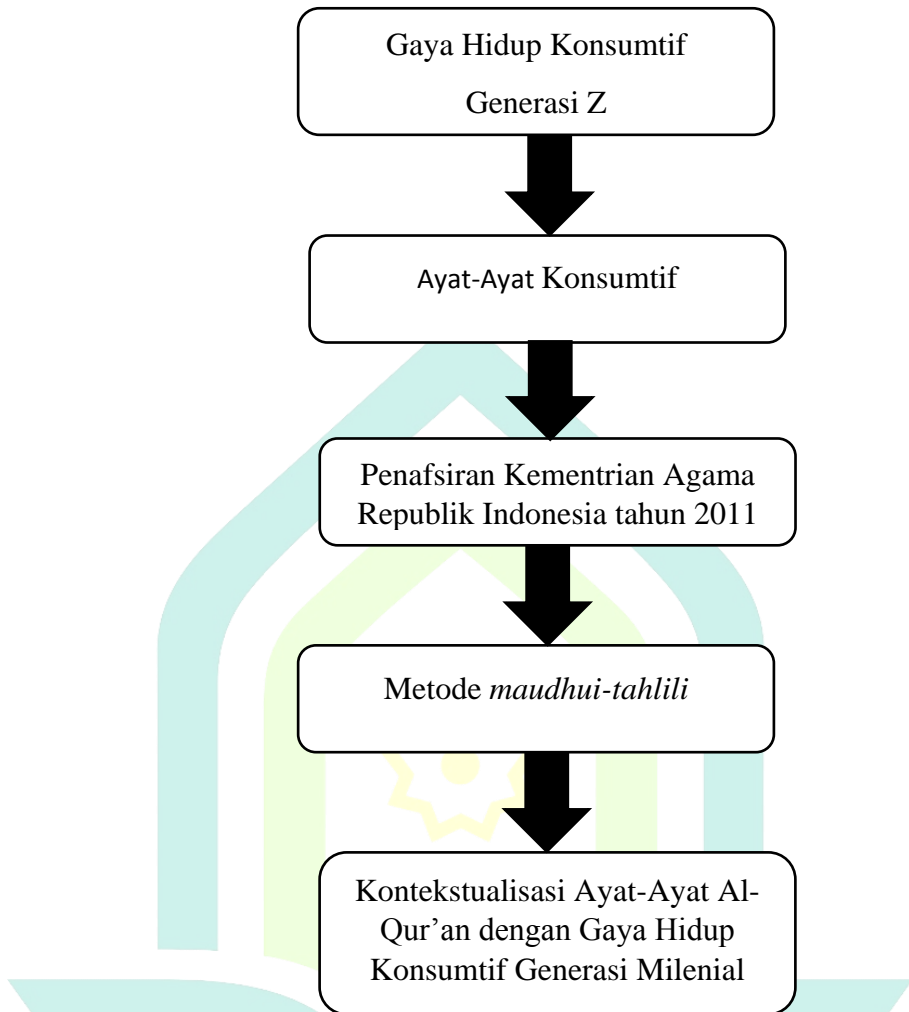 Gaya Hidup Konsumtif
Generasi Z
Ayat-Ayat Konsumtif
Penafsiran Kementrian Agama
Republik Indonesia tahun 2011
Metode maudhui-tahlili
Kontekstualisasi Ayat-Ayat Al-
Qur’an dengan Gaya Hidup
Konsumtif Generasi Milenial